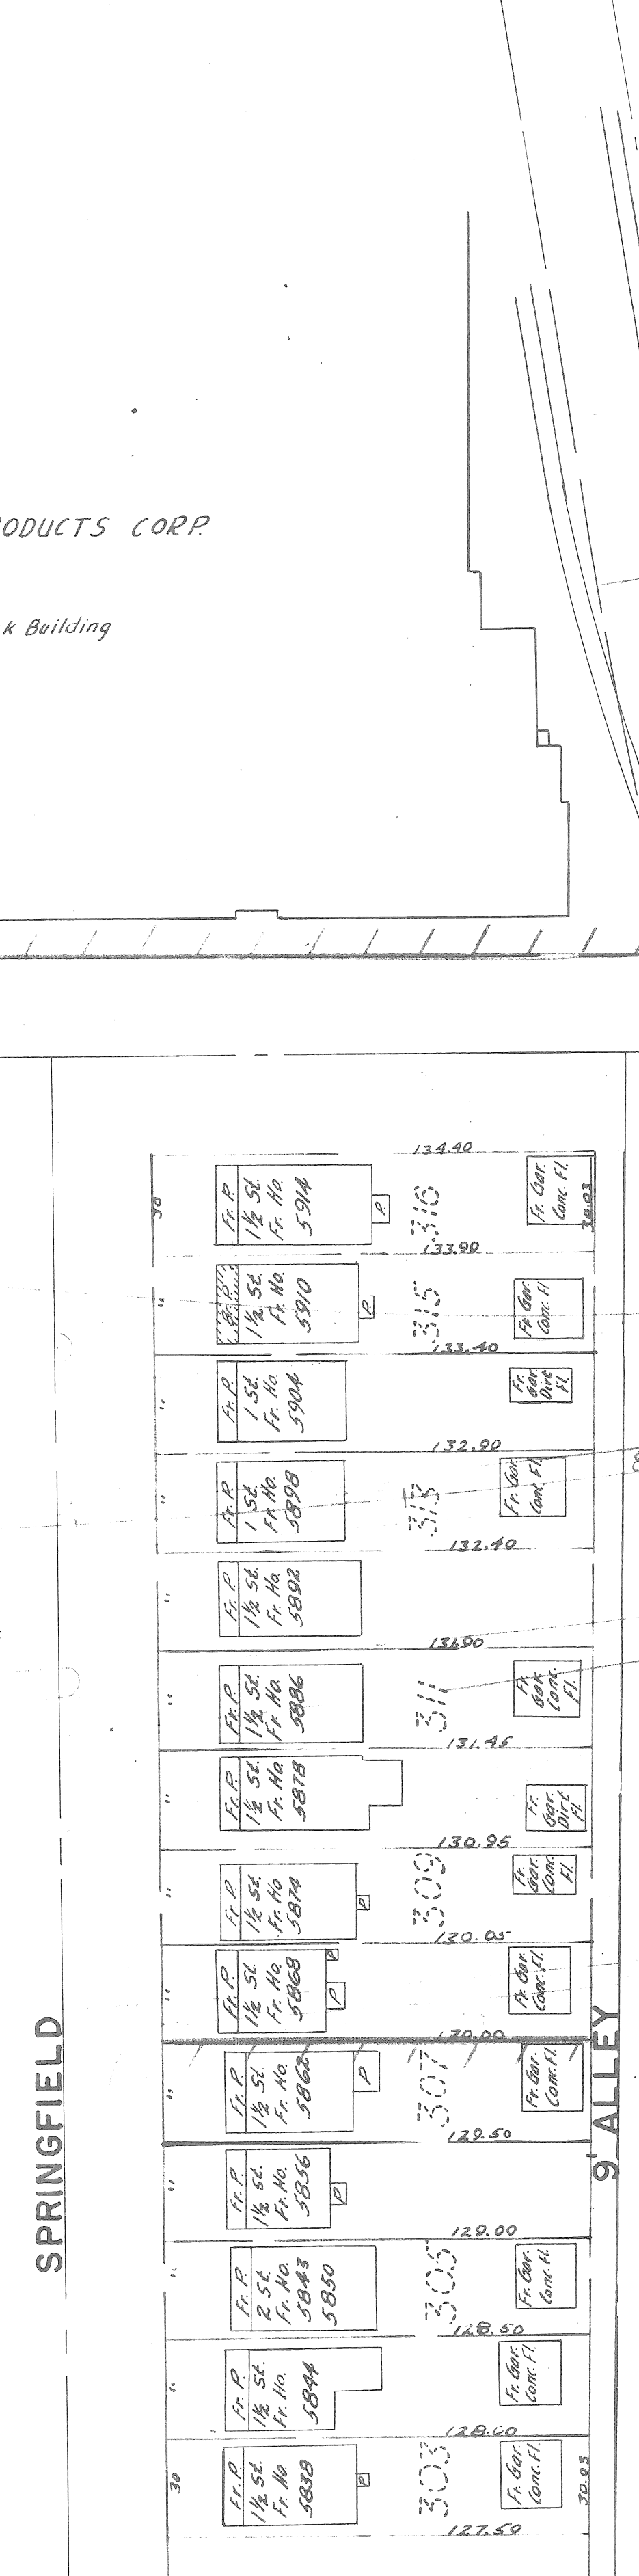 ODUCTS CORP.
k Building
134.40
30
Fr. P.
1½ St.
Fr. Ho.
5914
P.
316
Fr. Gar.
Conc. Fl.
30.03
133.90
"
1½ St.
Fr. Ho.
5910
P
315
Fr. Gar.
Conc. Fl.
133.40
"
Fr. P.
1 St.
Fr. Ho.
5904
Fr.
Gar.
Dirt
Fl.
132.90
"
Fr. P
1 St.
Fr. Ho.
5898
313
Fr. Gar.
Conc. Fl.
132.40
"
Fr. P.
1½ St.
Fr. Ho.
5892
131.90
"
Fr. P
1½ St.
Fr. Ho.
5886
311
Fr.
Gar.
Conc.
Fl.
131.45
"
Fr. P.
1½ St.
Fr. Ho
5878
Fr.
Gar.
Dirt
Fl
130.95
"
Fr. P.
1½ St.
Fr. Ho
5874
P
309
Fr.
Gar.
Conc.
Fl.
"
Fr. P.
1½ St.
Fr. Ho.
5868
P
P
Fr. Gar.
Conc. Fl.
"
Fr. P.
1½ St.
Fr. Ho.
5862
P
307
Fr. Gar.
Conc. Fl.
129.50
"
Fr. P.
1½ St.
Fr. Ho.
5856
P
129.00
"
Fr. P.
2 St.
Fr. Ho.
5843
5850
305
Fr. Gar.
Conc. Fl.
128.50
"
Fr. P.
1½ St.
Fr. Ho.
5844
Fr. Gar.
Conc. Fl.
128.00
30
Fr. P.
1½ St.
Fr. Ho.
5838
P
303
Fr. Gar.
Conc. Fl.
30.03
127.50
SPRINGFIELD
9' ALLEY